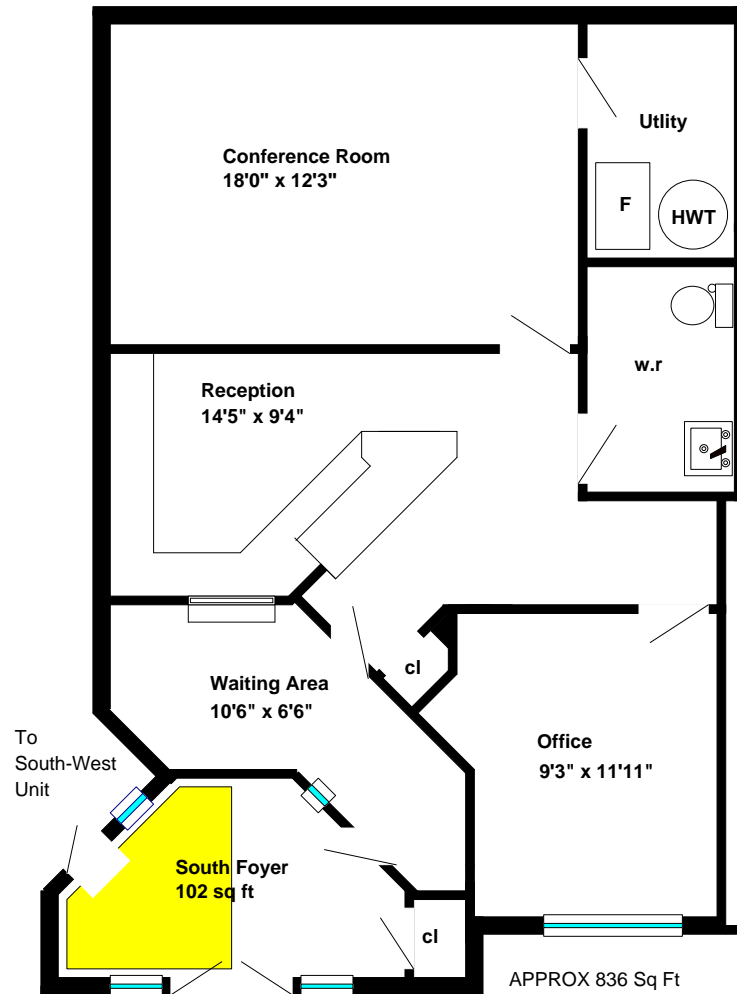 Utlity
Conference Room
18'0" x 12'3"
F
HWT
w.r
Reception
14'5" x 9'4"
cl
Waiting Area
10'6" x 6'6"
To
South-West
Unit
Office
9'3" x 11'11"
South Foyer
102 sq ft
cl
APPROX 836 Sq Ft